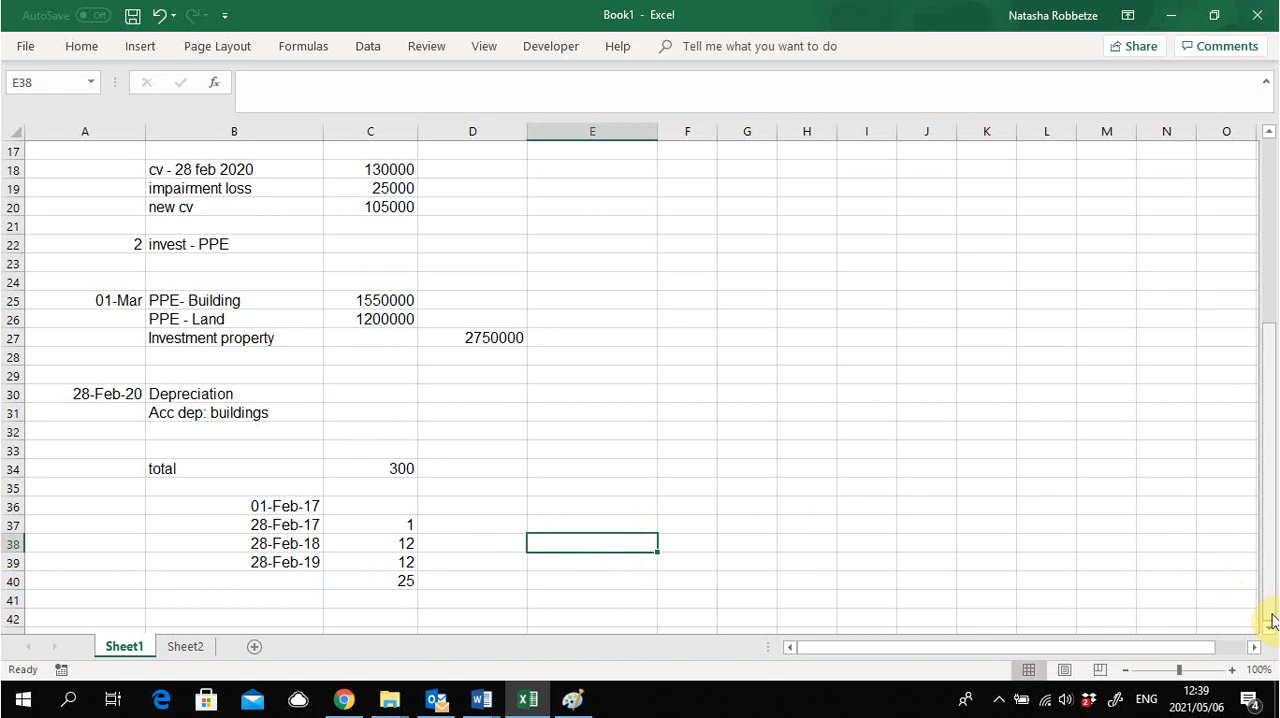 AutoSave Off Book1 - Excel Natasha Robbetze
File Home Insert Page Layout Formulas Data Review View Developer Help Tell me what you want to do Share Comments
E38 fx
A B C D E F G H I J K L M N O
17
18 cv - 28 feb 2020 130000
19 impairment loss 25000
20 new cv 105000
21
22 2 invest - PPE
23
24
25 01-Mar PPE- Building 1550000
26 PPE - Land 1200000
27 Investment property 2750000
28
29
30 28-Feb-20 Depreciation
31 Acc dep: buildings
32
33
34 total 300
35
36 01-Feb-17
37 28-Feb-17 1
38 28-Feb-18 12
39 28-Feb-19 12
40 25
41
42
Sheet1 Sheet2
Ready 100%
ENG 12:39
2021/05/06 4